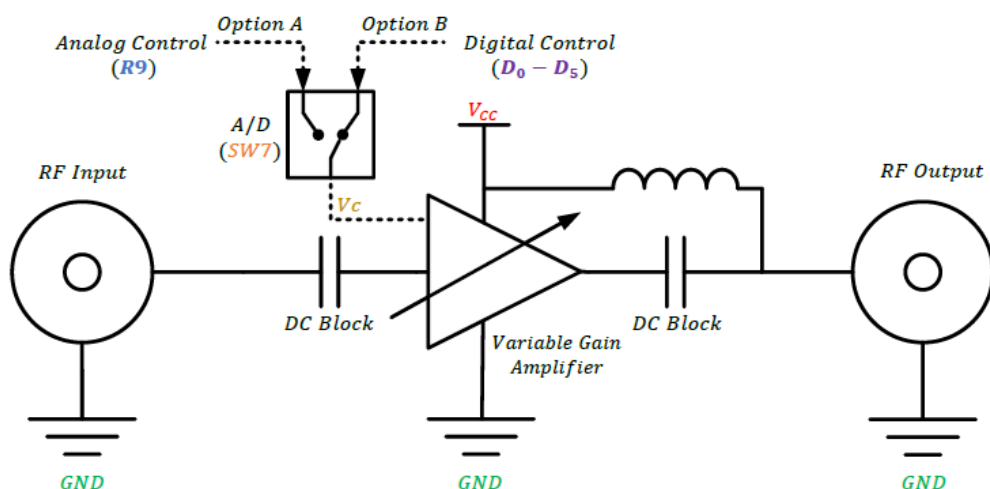 Option A
Option B
Analog Control
(R9)
Digital Control
(D₀ − D₅)
A/D
(SW7)
V_CC
RF Input
RF Output
Vc
DC Block
DC Block
Variable Gain
Amplifier
GND
GND
GND